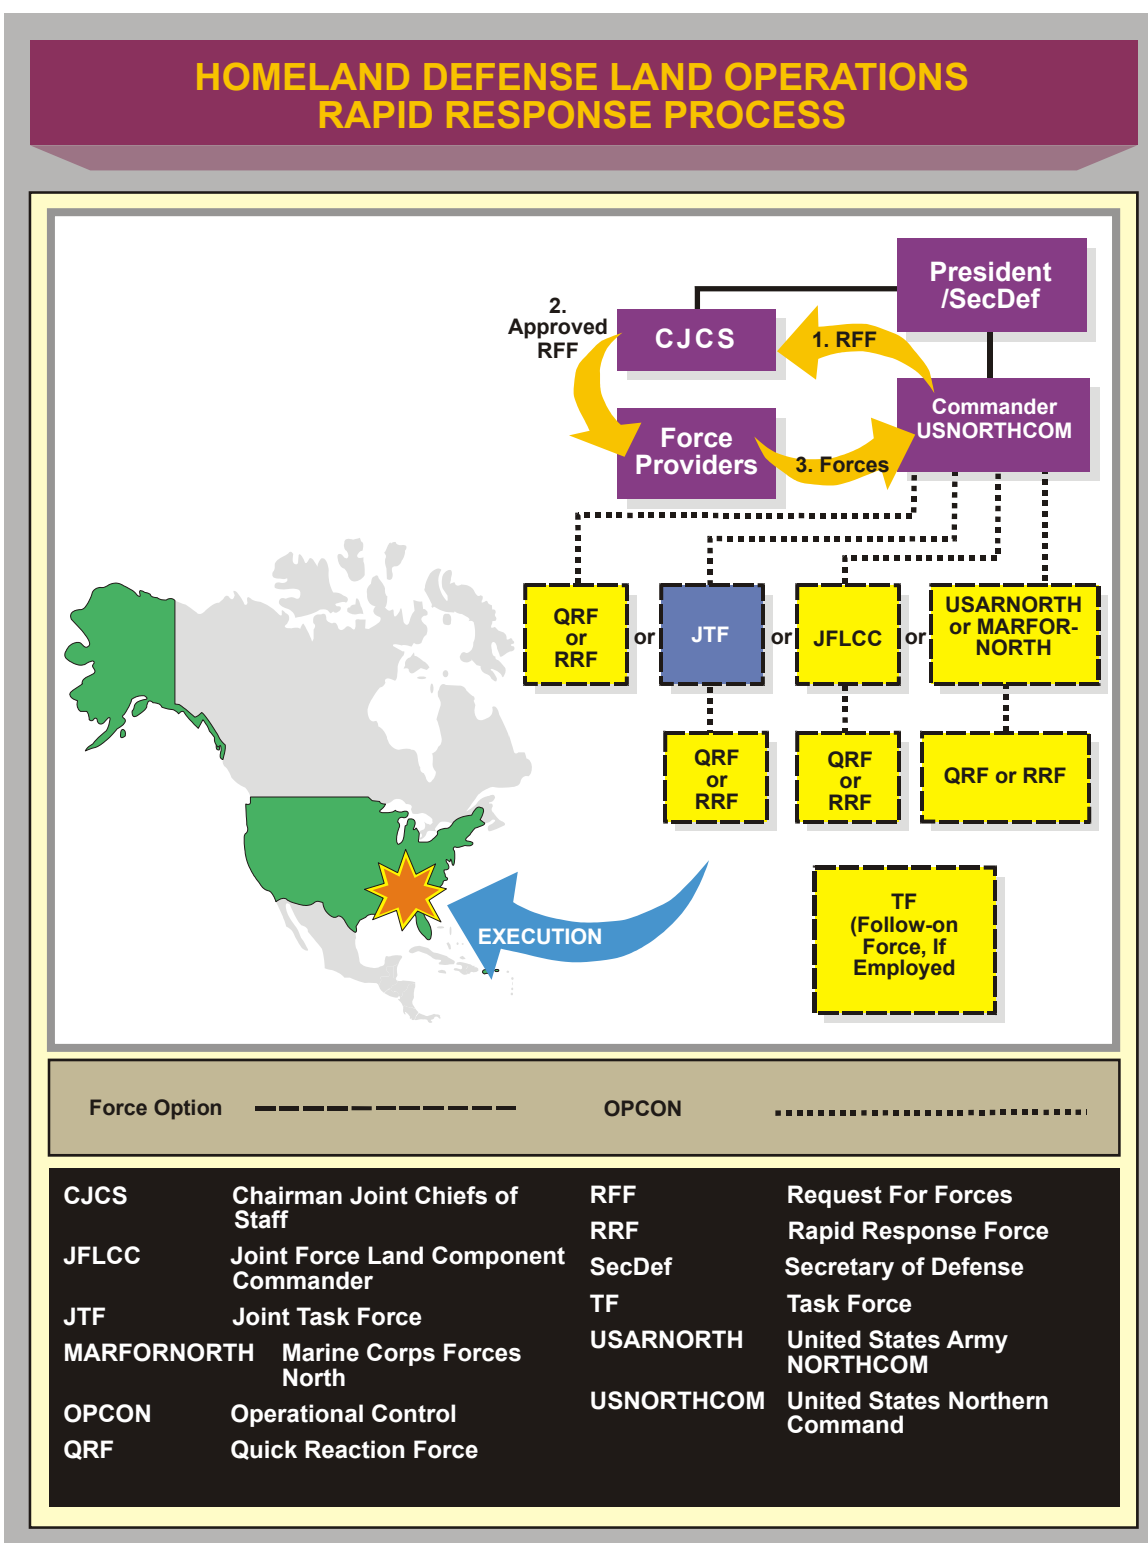 HOMELAND DEFENSE LAND OPERATIONS
RAPID RESPONSE PROCESS
President
/SecDef
2.
Approved
RFF
CJCS
1. RFF
Commander
USNORTHCOM
Force
Providers
3. Forces
QRF
or
RRF
or
JTF
or
JFLCC
or
USARNORTH
or MARFOR-
NORTH
QRF
or
RRF
QRF
or
RRF
QRF or RRF
EXECUTION
TF
(Follow-on
Force, If
Employed
Force Option
OPCON
CJCS Chairman Joint Chiefs of
Staff
JFLCC Joint Force Land Component
Commander
JTF Joint Task Force
MARFORNORTH Marine Corps Forces
North
OPCON Operational Control
QRF Quick Reaction Force
RFF Request For Forces
RRF Rapid Response Force
SecDef Secretary of Defense
TF Task Force
USARNORTH United States Army
NORTHCOM
USNORTHCOM United States Northern
Command